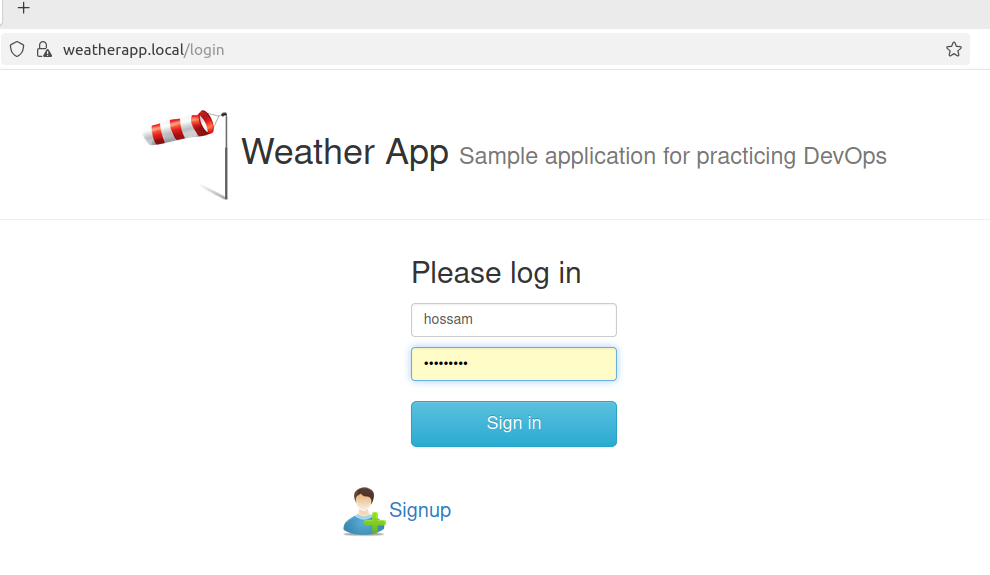 weatherapp.local/login
Weather App Sample application for practicing DevOps
Please log in
hossam
•••••••••
Sign in
Signup